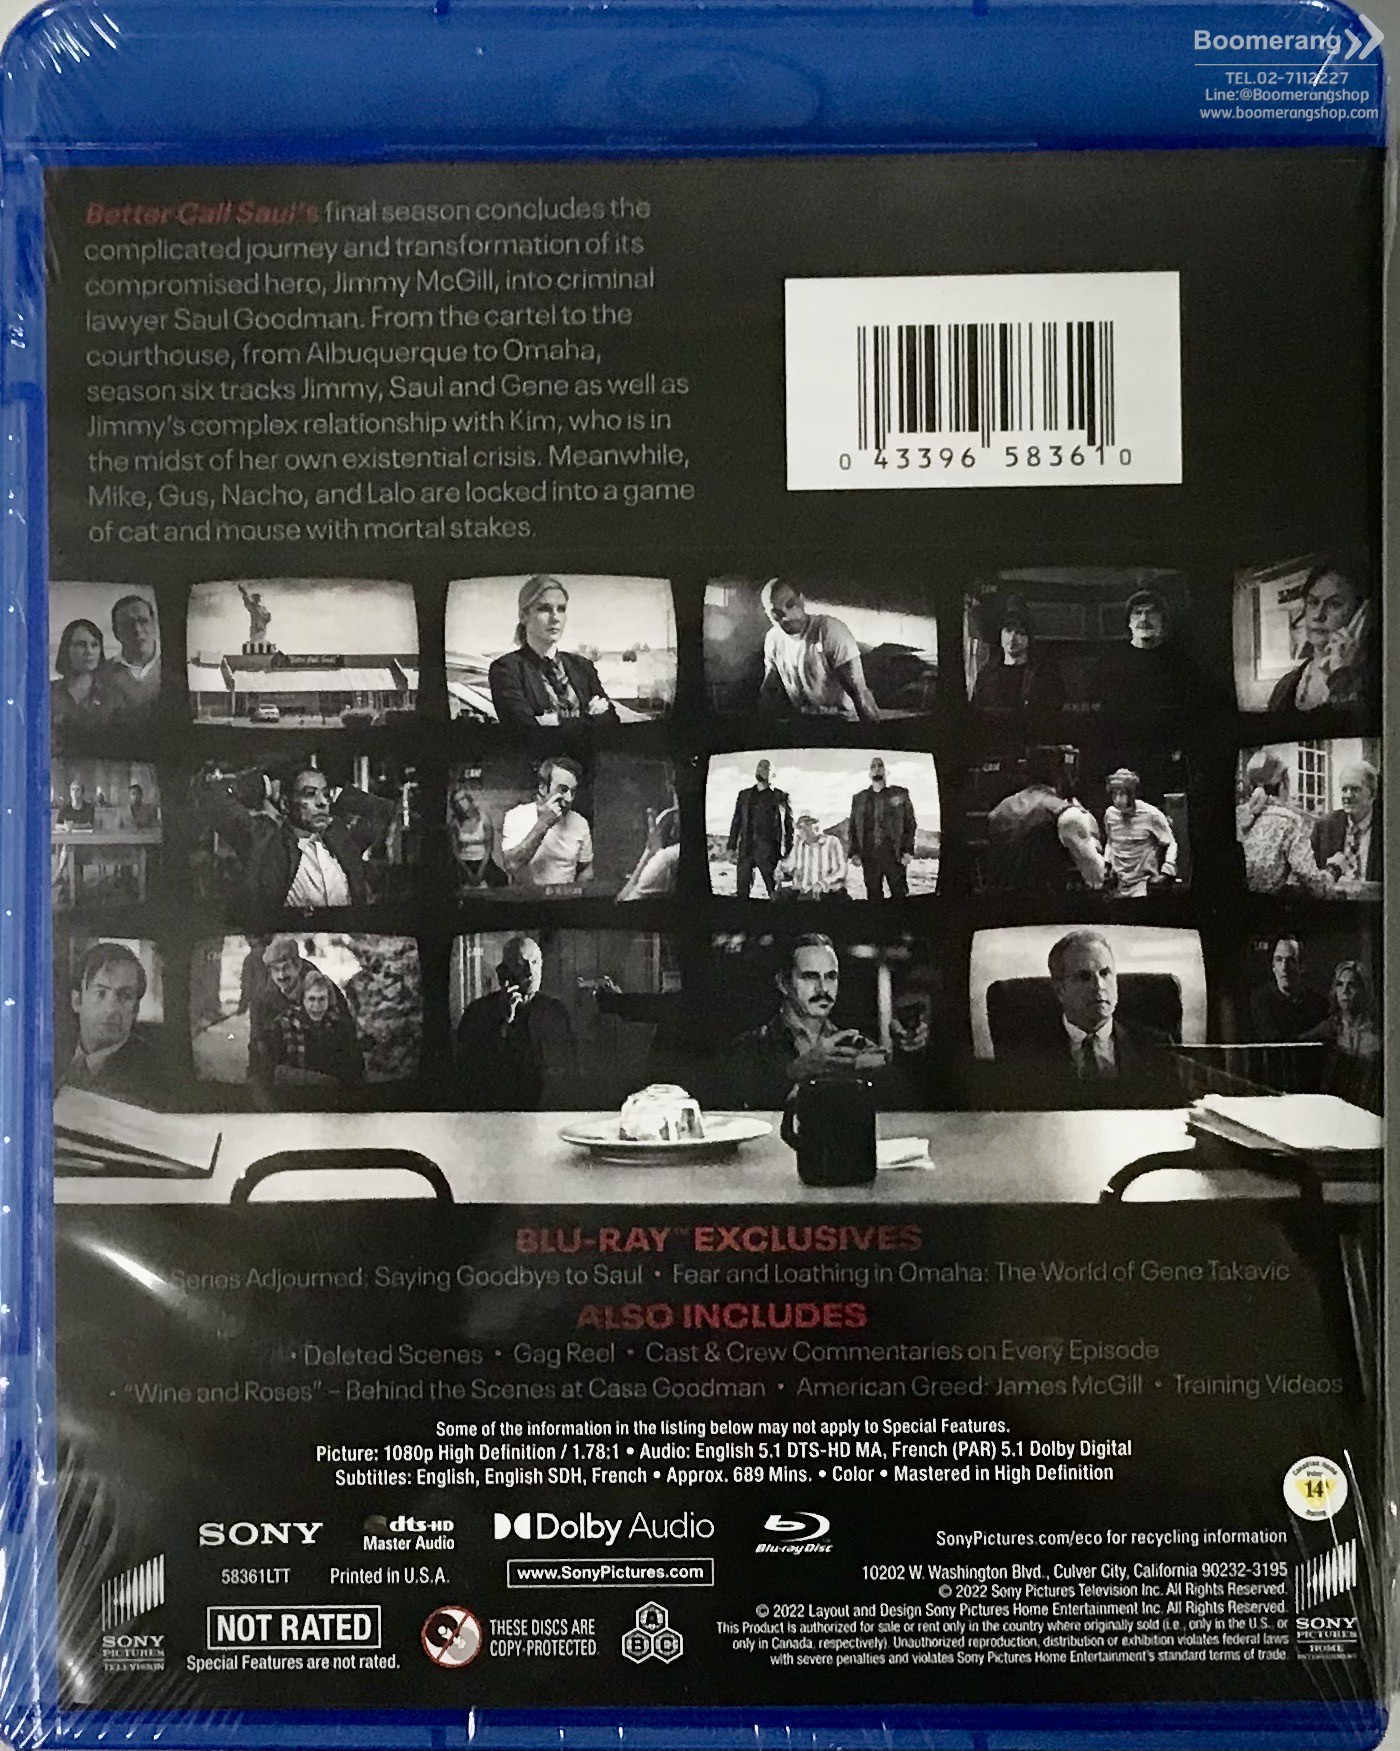 Boomerang
TEL.02-7112227
Line:@Boomerangshop
www.boomerangshop.com
Better Call Saul's final season concludes the
complicated journey and transformation of its
compromised hero, Jimmy McGill, into criminal
lawyer Saul Goodman. From the cartel to the
courthouse, from Albuquerque to Omaha,
season six tracks Jimmy, Saul and Gene as well as
Jimmy's complex relationship with Kim, who is in
the midst of her own existential crisis. Meanwhile,
Mike, Gus, Nacho, and Lalo are locked into a game
of cat and mouse with mortal stakes.
0 43396 58361 0
BLU-RAY™ EXCLUSIVES
Series Adjourned: Saying Goodbye to Saul • Fear and Loathing in Omaha: The World of Gene Takavic
ALSO INCLUDES
• Deleted Scenes • Gag Reel • Cast & Crew Commentaries on Every Episode
• "Wine and Roses" – Behind the Scenes at Casa Goodman • American Greed: James McGill • Training Videos
Some of the information in the listing below may not apply to Special Features.
Picture: 1080p High Definition / 1.78:1 • Audio: English 5.1 DTS-HD MA, French (PAR) 5.1 Dolby Digital
Subtitles: English, English SDH, French • Approx. 689 Mins. • Color • Mastered in High Definition
14
SONY
dts-HD
Master Audio
Dolby Audio
Blu-ray Disc
SonyPictures.com/eco for recycling information
58361LTT
Printed in U.S.A.
www.SonyPictures.com
10202 W. Washington Blvd., Culver City, California 90232-3195
© 2022 Sony Pictures Television Inc. All Rights Reserved.
© 2022 Layout and Design Sony Pictures Home Entertainment Inc. All Rights Reserved.
This Product is authorized for sale or rent only in the country where originally sold (i.e., only in the U.S. or
only in Canada, respectively). Unauthorized reproduction, distribution or exhibition violates federal laws
with severe penalties and violates Sony Pictures Home Entertainment's standard terms of trade.
SONY
PICTURES
TELEVISION
NOT RATED
Special Features are not rated.
THESE DISCS ARE
COPY-PROTECTED.
A
B C
SONY
PICTURES
HOME
ENTERTAINMENT